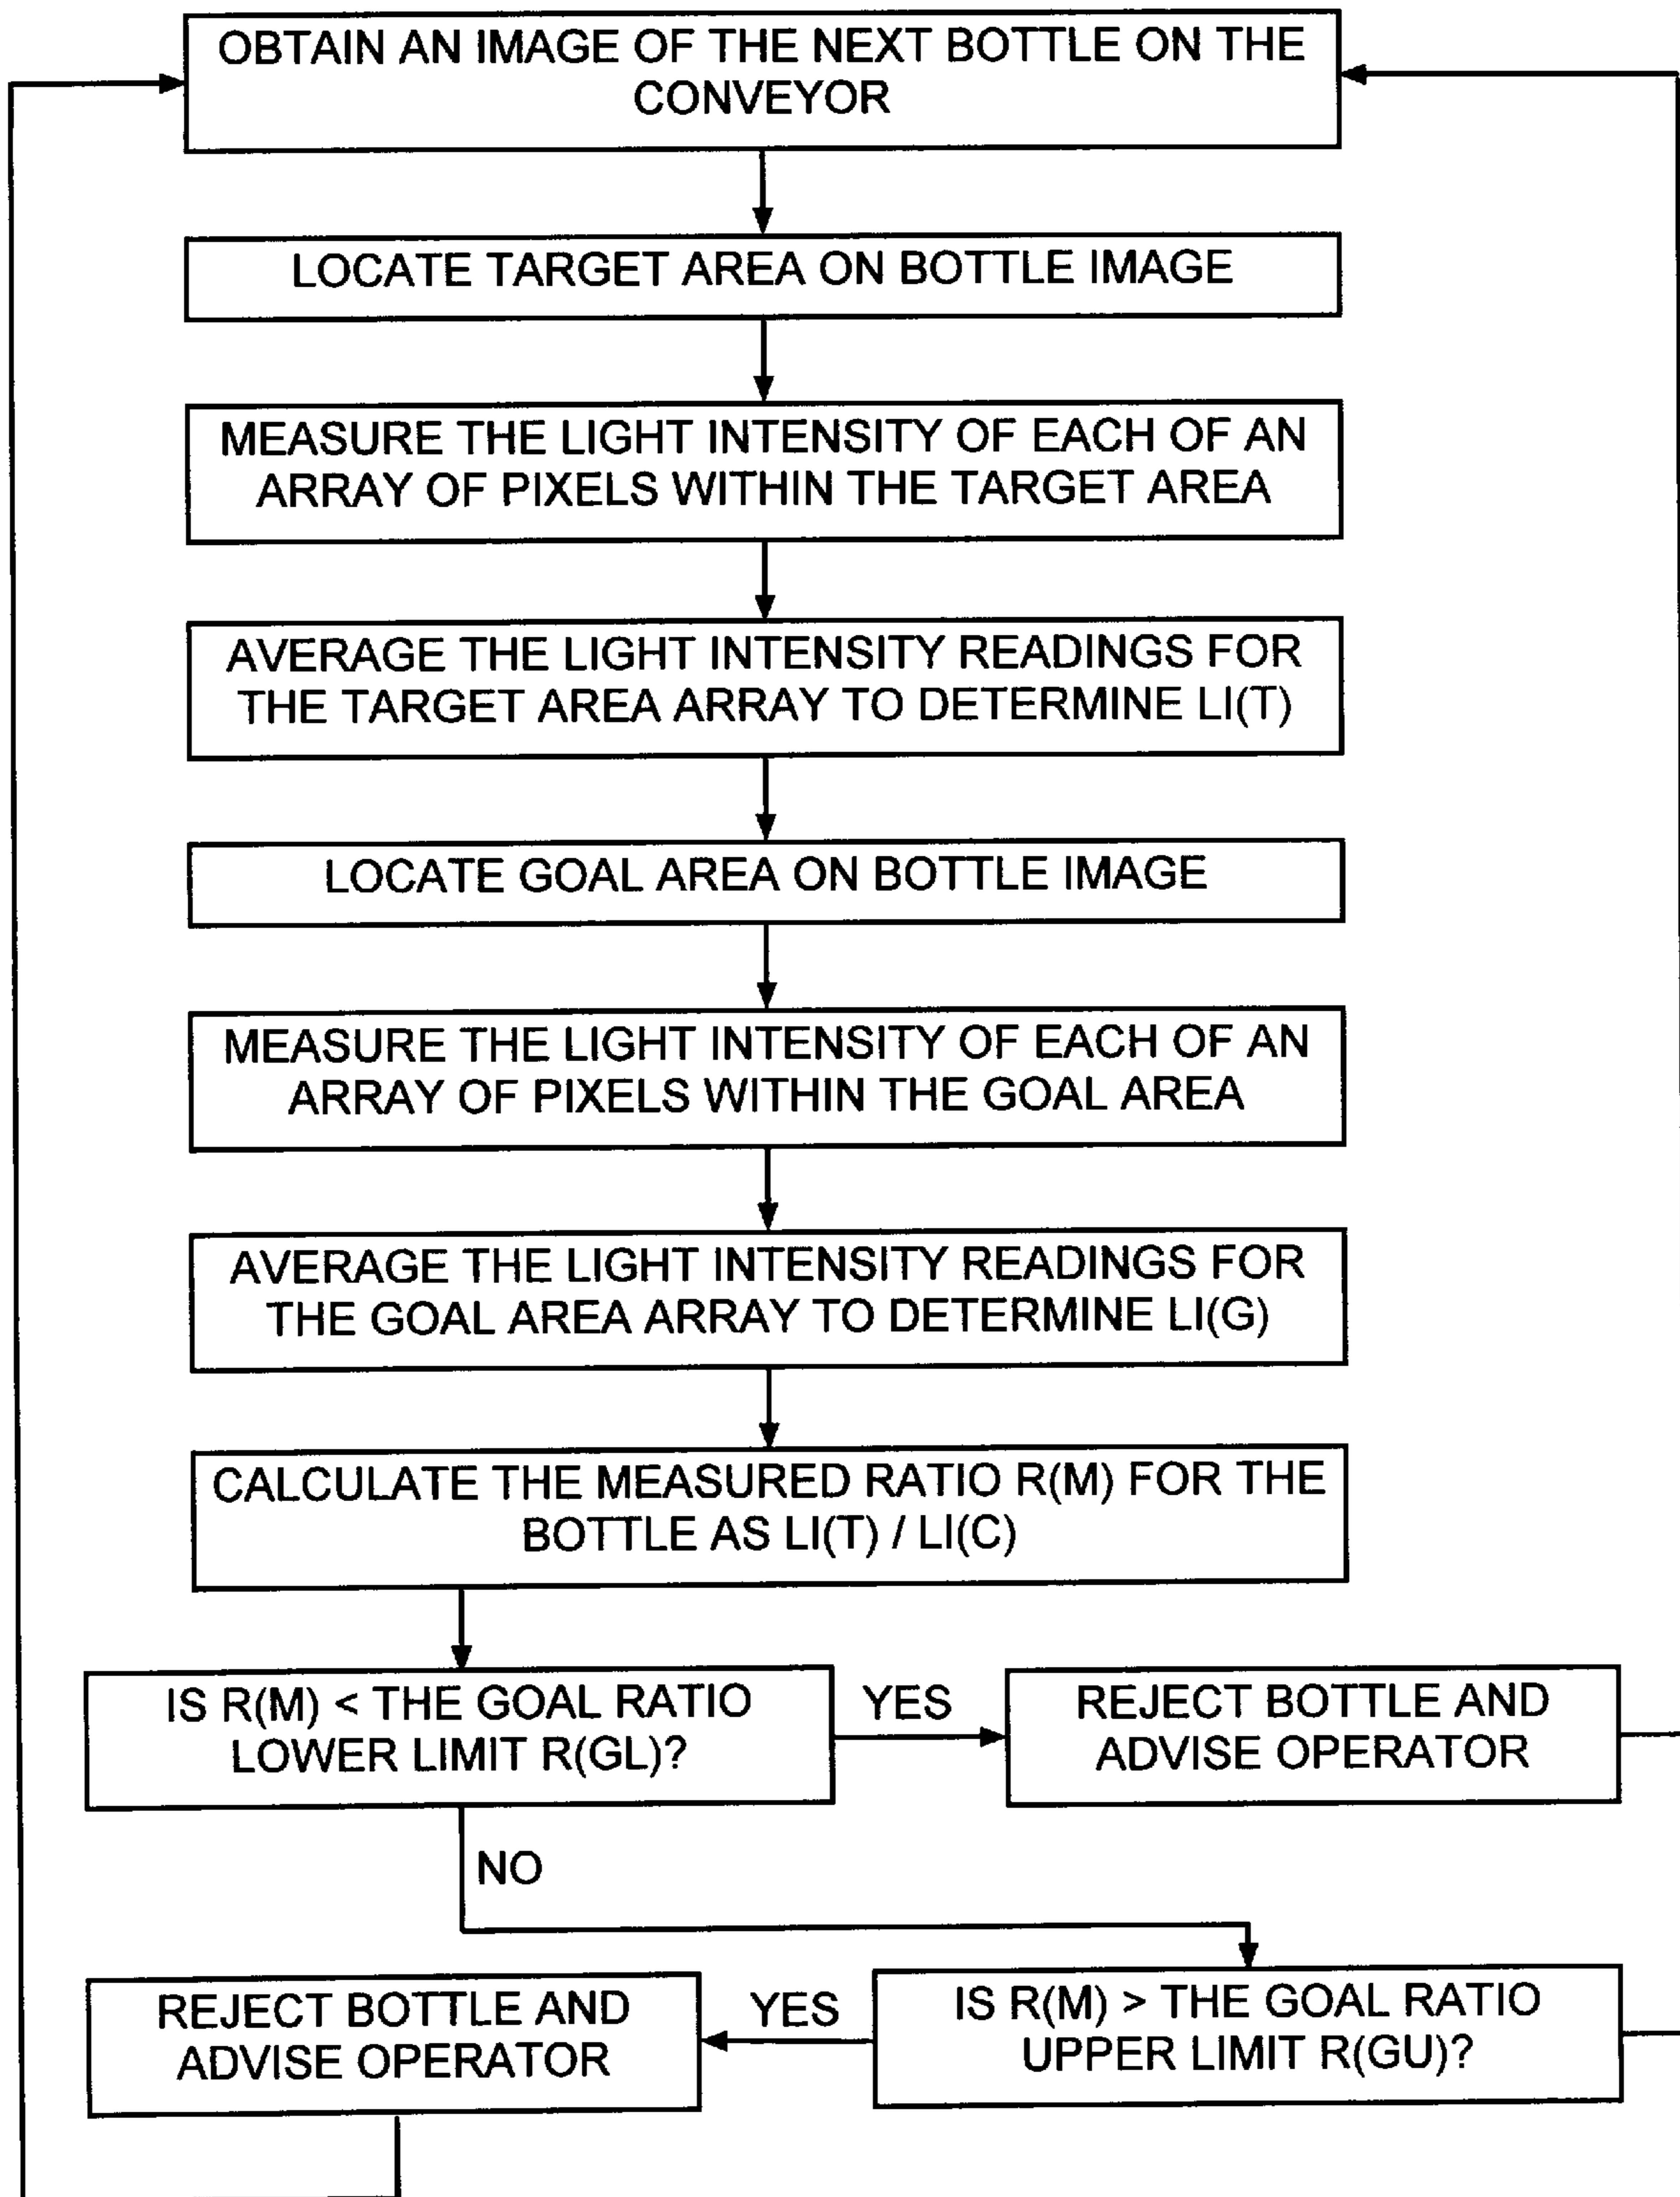 OBTAIN AN IMAGE OF THE NEXT BOTTLE ON THE
CONVEYOR
LOCATE TARGET AREA ON BOTTLE IMAGE
MEASURE THE LIGHT INTENSITY OF EACH OF AN
ARRAY OF PIXELS WITHIN THE TARGET AREA
AVERAGE THE LIGHT INTENSITY READINGS FOR
THE TARGET AREA ARRAY TO DETERMINE LI(T)
LOCATE GOAL AREA ON BOTTLE IMAGE
MEASURE THE LIGHT INTENSITY OF EACH OF AN
ARRAY OF PIXELS WITHIN THE GOAL AREA
AVERAGE THE LIGHT INTENSITY READINGS FOR
THE GOAL AREA ARRAY TO DETERMINE LI(G)
CALCULATE THE MEASURED RATIO R(M) FOR THE
BOTTLE AS LI(T) / LI(C)
IS R(M) < THE GOAL RATIO
LOWER LIMIT R(GL)?
YES
REJECT BOTTLE AND
ADVISE OPERATOR
NO
IS R(M) > THE GOAL RATIO
UPPER LIMIT R(GU)?
YES
REJECT BOTTLE AND
ADVISE OPERATOR